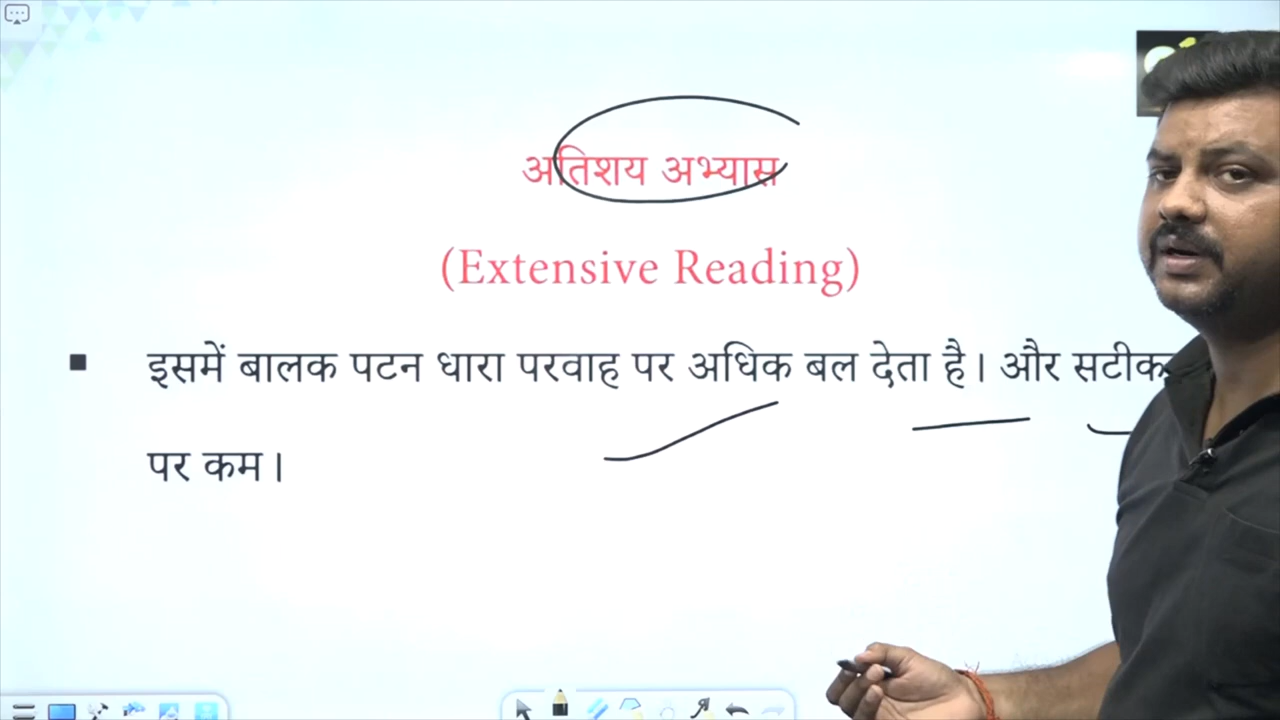 अतिशय अभ्यास
(Extensive Reading)
▪ इसमें बालक पटन धारा परवाह पर अधिक बल देता है। और सटीक
पर कम।